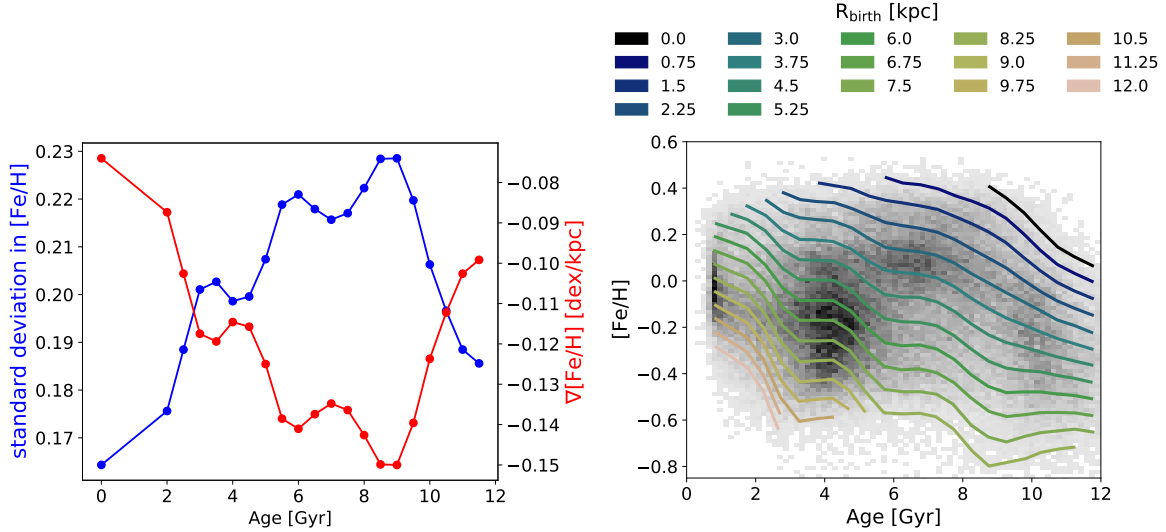 R_birth [kpc]
0.0 3.0 6.0 8.25 10.5
0.75 3.75 6.75 9.0 11.25
1.5 4.5 7.5 9.75 12.0
2.25 5.25
standard deviation in [Fe/H]
0.23
0.22
0.21
0.20
0.19
0.18
0.17
0 2 4 6 8 10 12
Age [Gyr]
−0.08
−0.09
−0.10
−0.11
−0.12
−0.13
−0.14
−0.15
∇[Fe/H] [dex/kpc]
[Fe/H]
0.6
0.4
0.2
0.0
−0.2
−0.4
−0.6
−0.8
0 2 4 6 8 10 12
Age [Gyr]